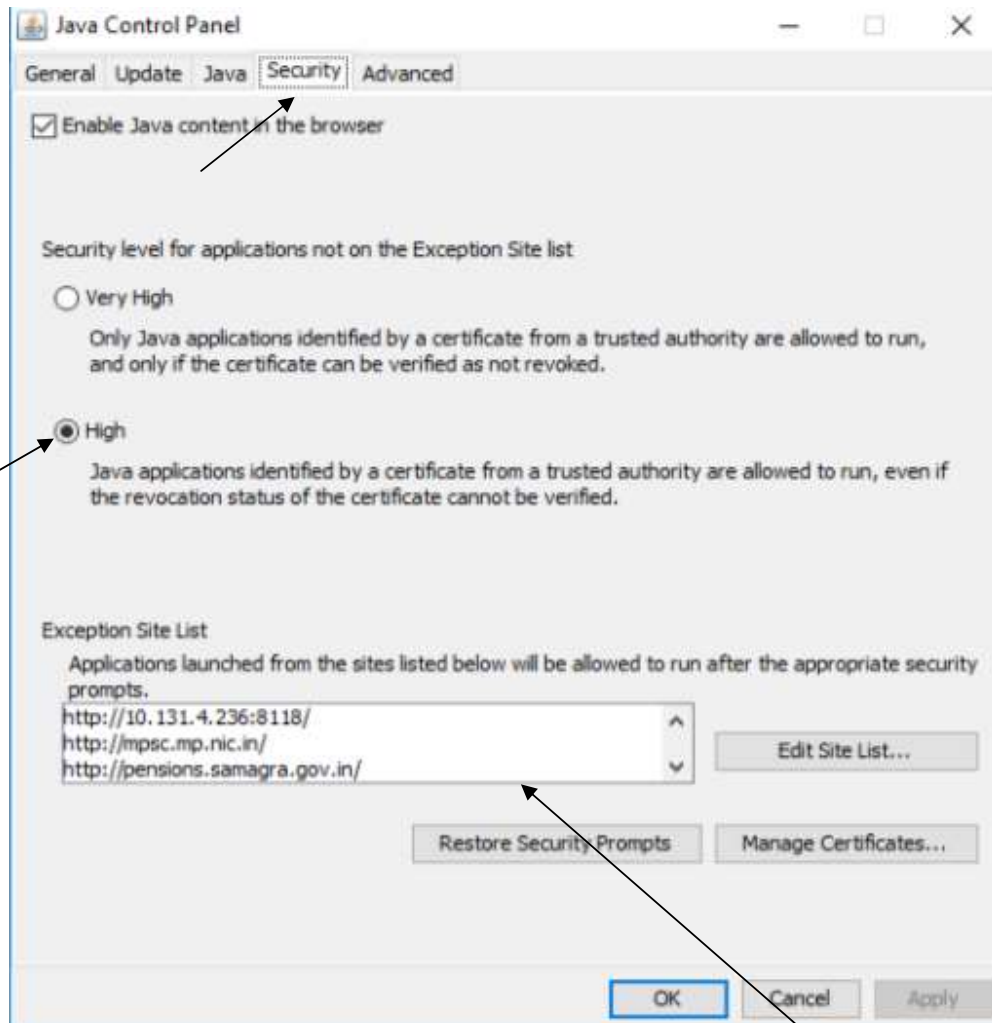 Java Control Panel
General Update Java Security Advanced
Enable Java content in the browser
Security level for applications not on the Exception Site list
Very High
Only Java applications identified by a certificate from a trusted authority are allowed to run,
and only if the certificate can be verified as not revoked.
High
Java applications identified by a certificate from a trusted authority are allowed to run, even if
the revocation status of the certificate cannot be verified.
Exception Site List
Applications launched from the sites listed below will be allowed to run after the appropriate security
prompts.
http://10.131.4.236:8118/
http://mpsc.mp.nic.in/
http://pensions.samagra.gov.in/
Edit Site List...
Restore Security Prompts Manage Certificates...
OK Cancel Apply